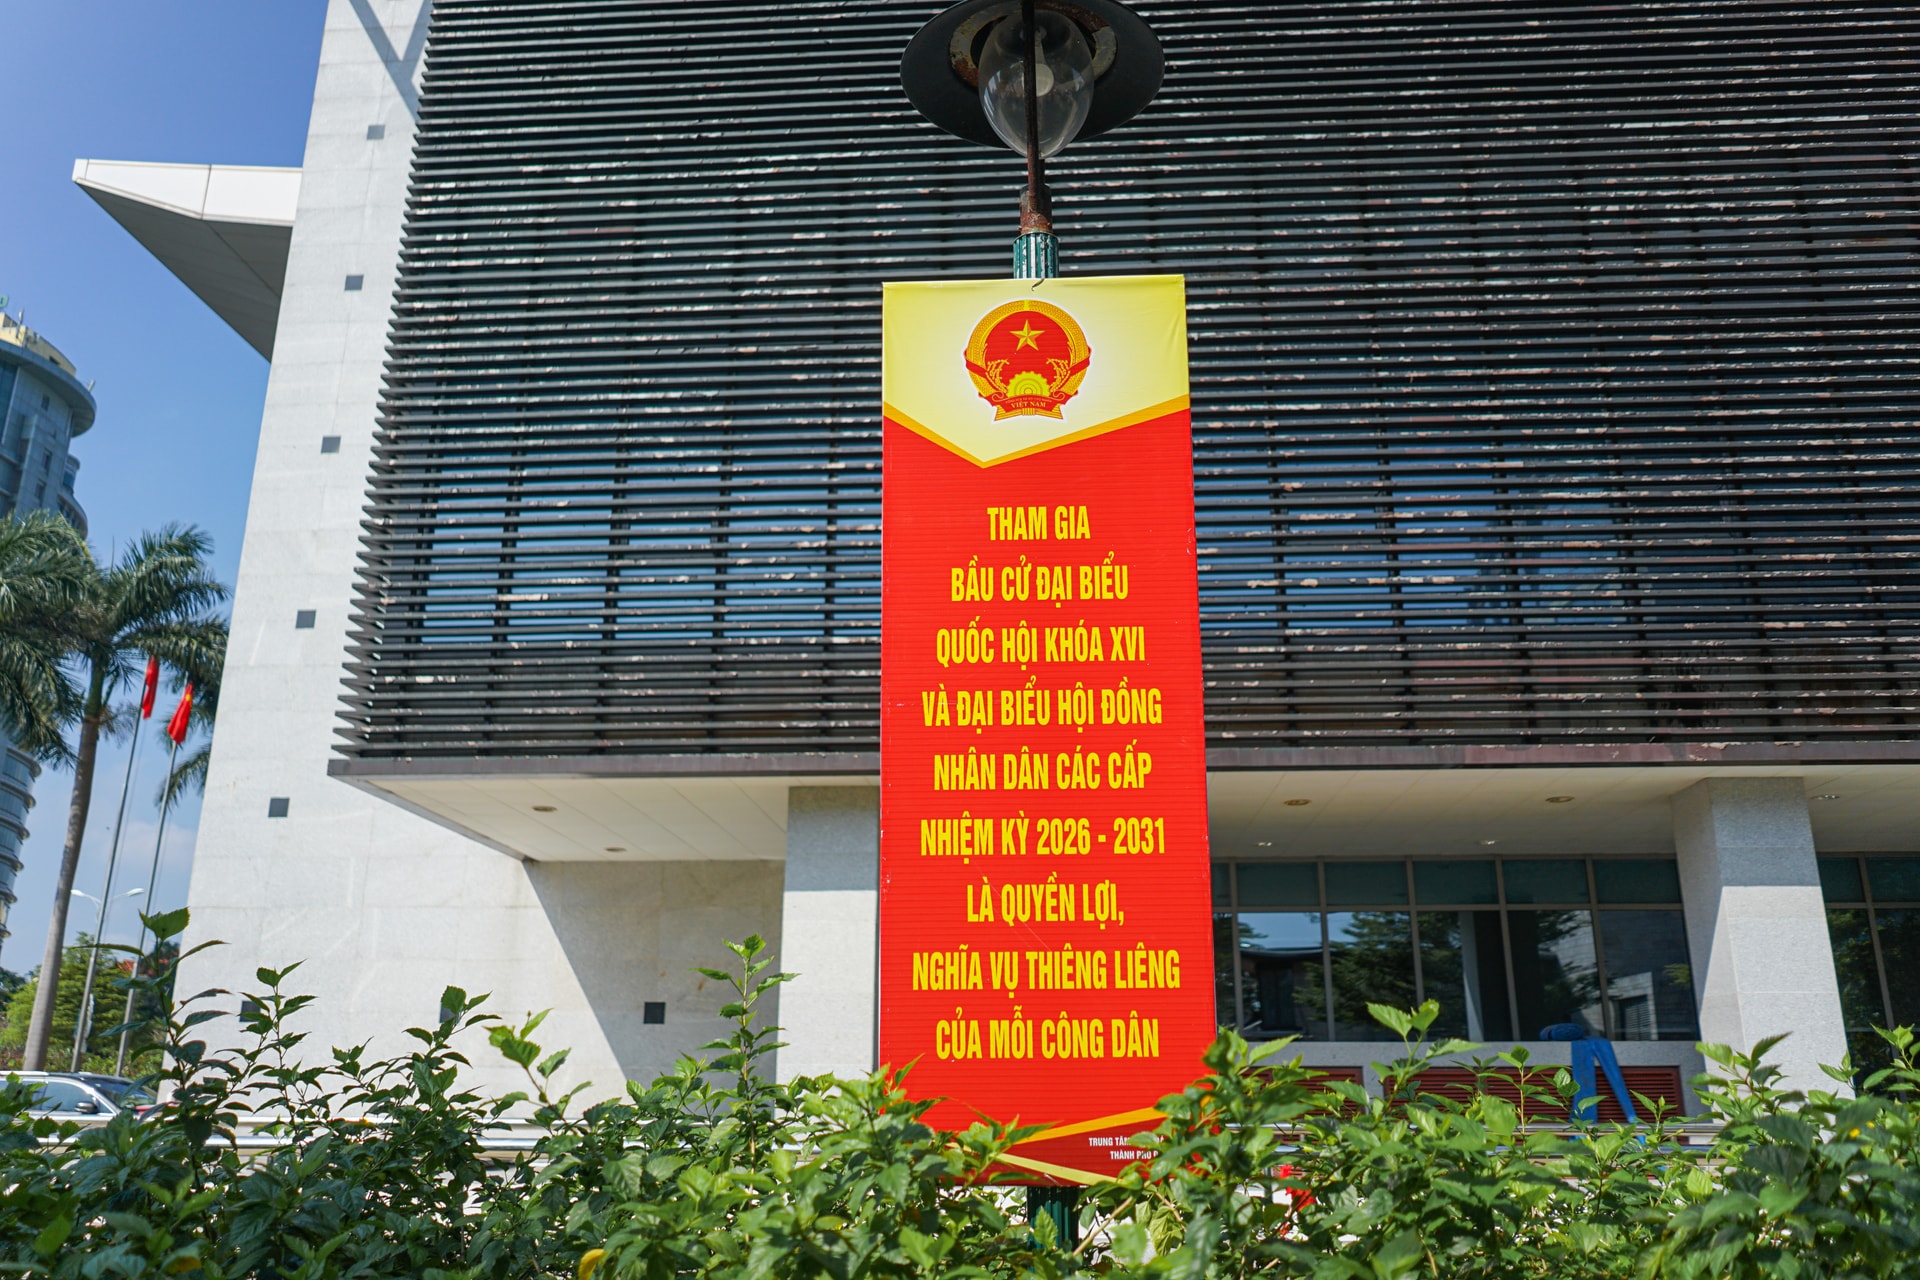 VIỆT NAM
THAM GIA
BẦU CỬ ĐẠI BIỂU
QUỐC HỘI KHÓA XVI
VÀ ĐẠI BIỂU HỘI ĐỒNG
NHÂN DÂN CÁC CẤP
NHIỆM KỲ 2026 - 2031
LÀ QUYỀN LỢI,
NGHĨA VỤ THIÊNG LIÊNG
CỦA MỖI CÔNG DÂN
TRUNG TÂM
THÀNH PHỐ